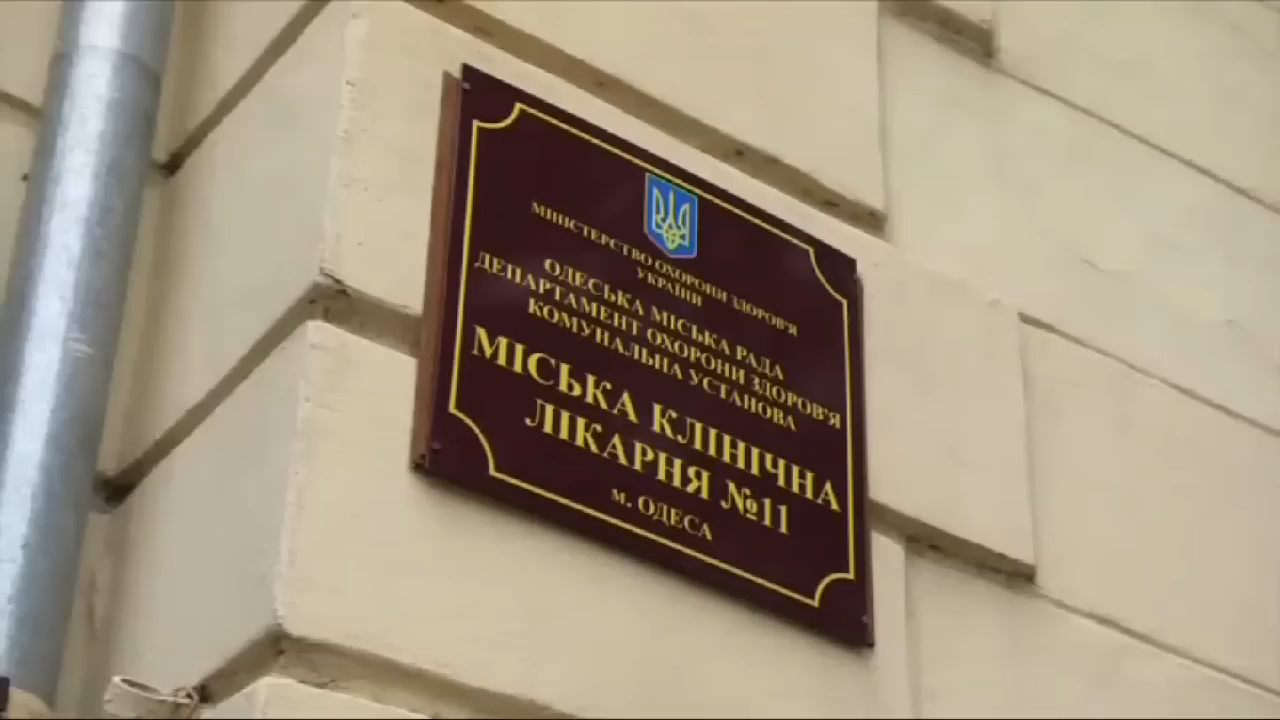 МІНІСТЕРСТВО ОХОРОНИ ЗДОРОВ'Я
УКРАЇНИ
ОДЕСЬКА МІСЬКА РАДА
ДЕПАРТАМЕНТ ОХОРОНИ ЗДОРОВ'Я
КОМУНАЛЬНА УСТАНОВА
МІСЬКА КЛІНІЧНА
ЛІКАРНЯ №11
м. ОДЕСА